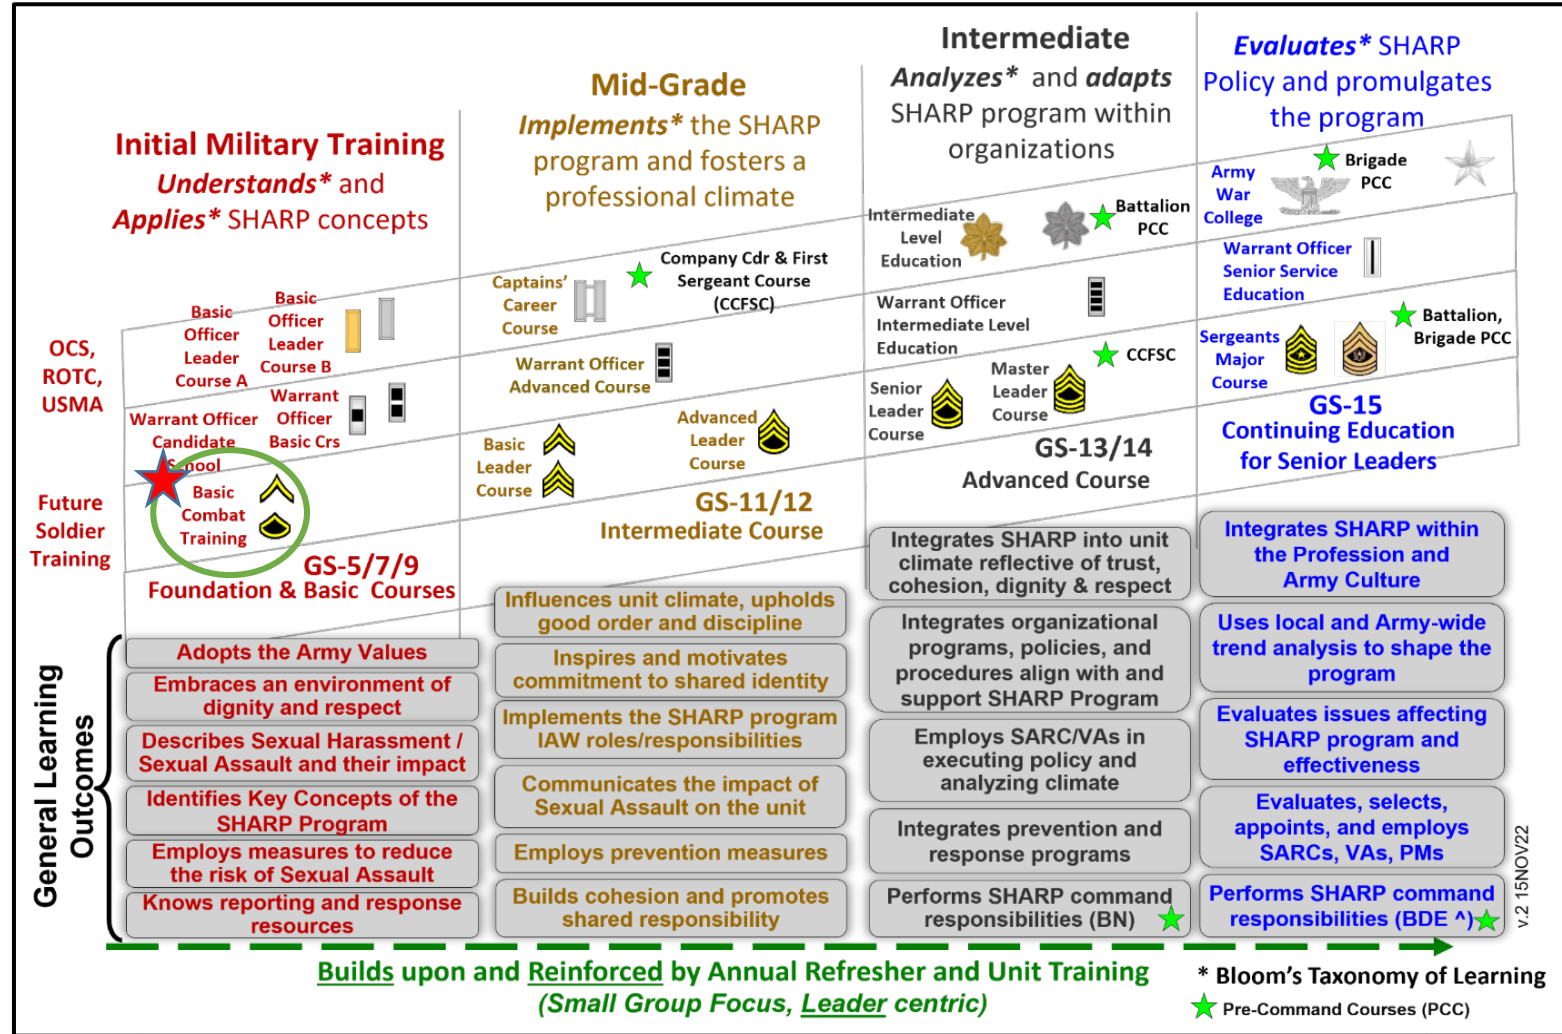 Initial Military Training
Understands* and
Applies* SHARP concepts
Mid-Grade
Implements* the SHARP
program and fosters a
professional climate
Intermediate
Analyzes* and adapts
SHARP program within
organizations
Evaluates* SHARP
Policy and promulgates
the program
OCS,
ROTC,
USMA
Basic
Officer
Leader
Course A
Basic
Officer
Leader
Course B
Captains'
Career
Course
Company Cdr & First
Sergeant Course
(CCFSC)
Intermediate
Level
Education
Battalion
PCC
Army
War
College
Brigade
PCC
Warrant Officer
Candidate
School
Warrant
Officer
Basic Crs
Warrant Officer
Advanced Course
Warrant Officer
Intermediate Level
Education
Warrant Officer
Senior Service
Education
Future
Soldier
Training
Basic
Combat
Training
Basic
Leader
Course
Advanced
Leader
Course
Senior
Leader
Course
Master
Leader
Course
CCFSC
Sergeants
Major
Course
Battalion,
Brigade PCC
GS-5/7/9
Foundation & Basic Courses
GS-11/12
Intermediate Course
GS-13/14
Advanced Course
GS-15
Continuing Education
for Senior Leaders
General Learning
Outcomes
Adopts the Army Values
Embraces an environment of
dignity and respect
Describes Sexual Harassment /
Sexual Assault and their impact
Identifies Key Concepts of the
SHARP Program
Employs measures to reduce
the risk of Sexual Assault
Knows reporting and response
resources
Influences unit climate, upholds
good order and discipline
Inspires and motivates
commitment to shared identity
Implements the SHARP program
IAW roles/responsibilities
Communicates the impact of
Sexual Assault on the unit
Employs prevention measures
Builds cohesion and promotes
shared responsibility
Integrates SHARP into unit
climate reflective of trust,
cohesion, dignity & respect
Integrates organizational
programs, policies, and
procedures align with and
support SHARP Program
Employs SARC/VAs in
executing policy and
analyzing climate
Integrates prevention and
response programs
Performs SHARP command
responsibilities (BN)
Integrates SHARP within
the Profession and
Army Culture
Uses local and Army-wide
trend analysis to shape the
program
Evaluates issues affecting
SHARP program and
effectiveness
Evaluates, selects,
appoints, and employs
SARCs, VAs, PMs
Performs SHARP command
responsibilities (BDE ^)
v.2 15NOV22
Builds upon and Reinforced by Annual Refresher and Unit Training
(Small Group Focus, Leader centric)
* Bloom's Taxonomy of Learning
Pre-Command Courses (PCC)